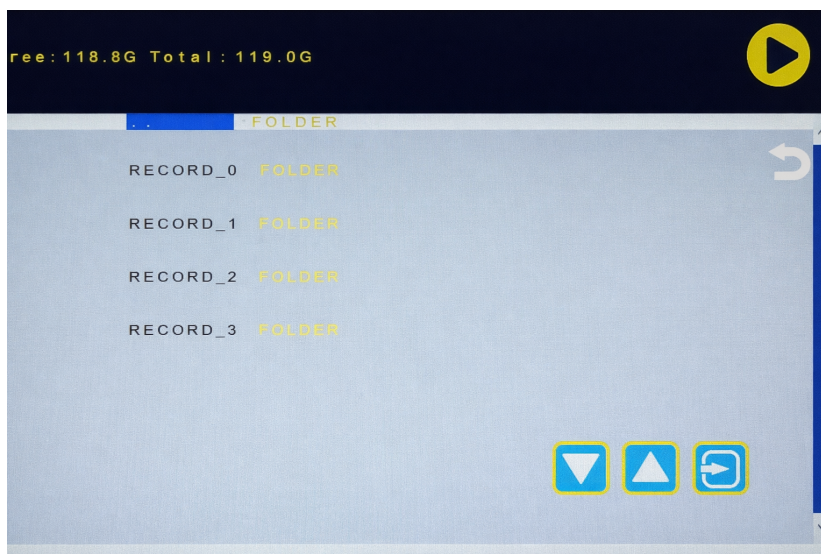 ree:118.8G Total:119.0G
.. FOLDER
RECORD_0 FOLDER
RECORD_1 FOLDER
RECORD_2 FOLDER
RECORD_3 FOLDER